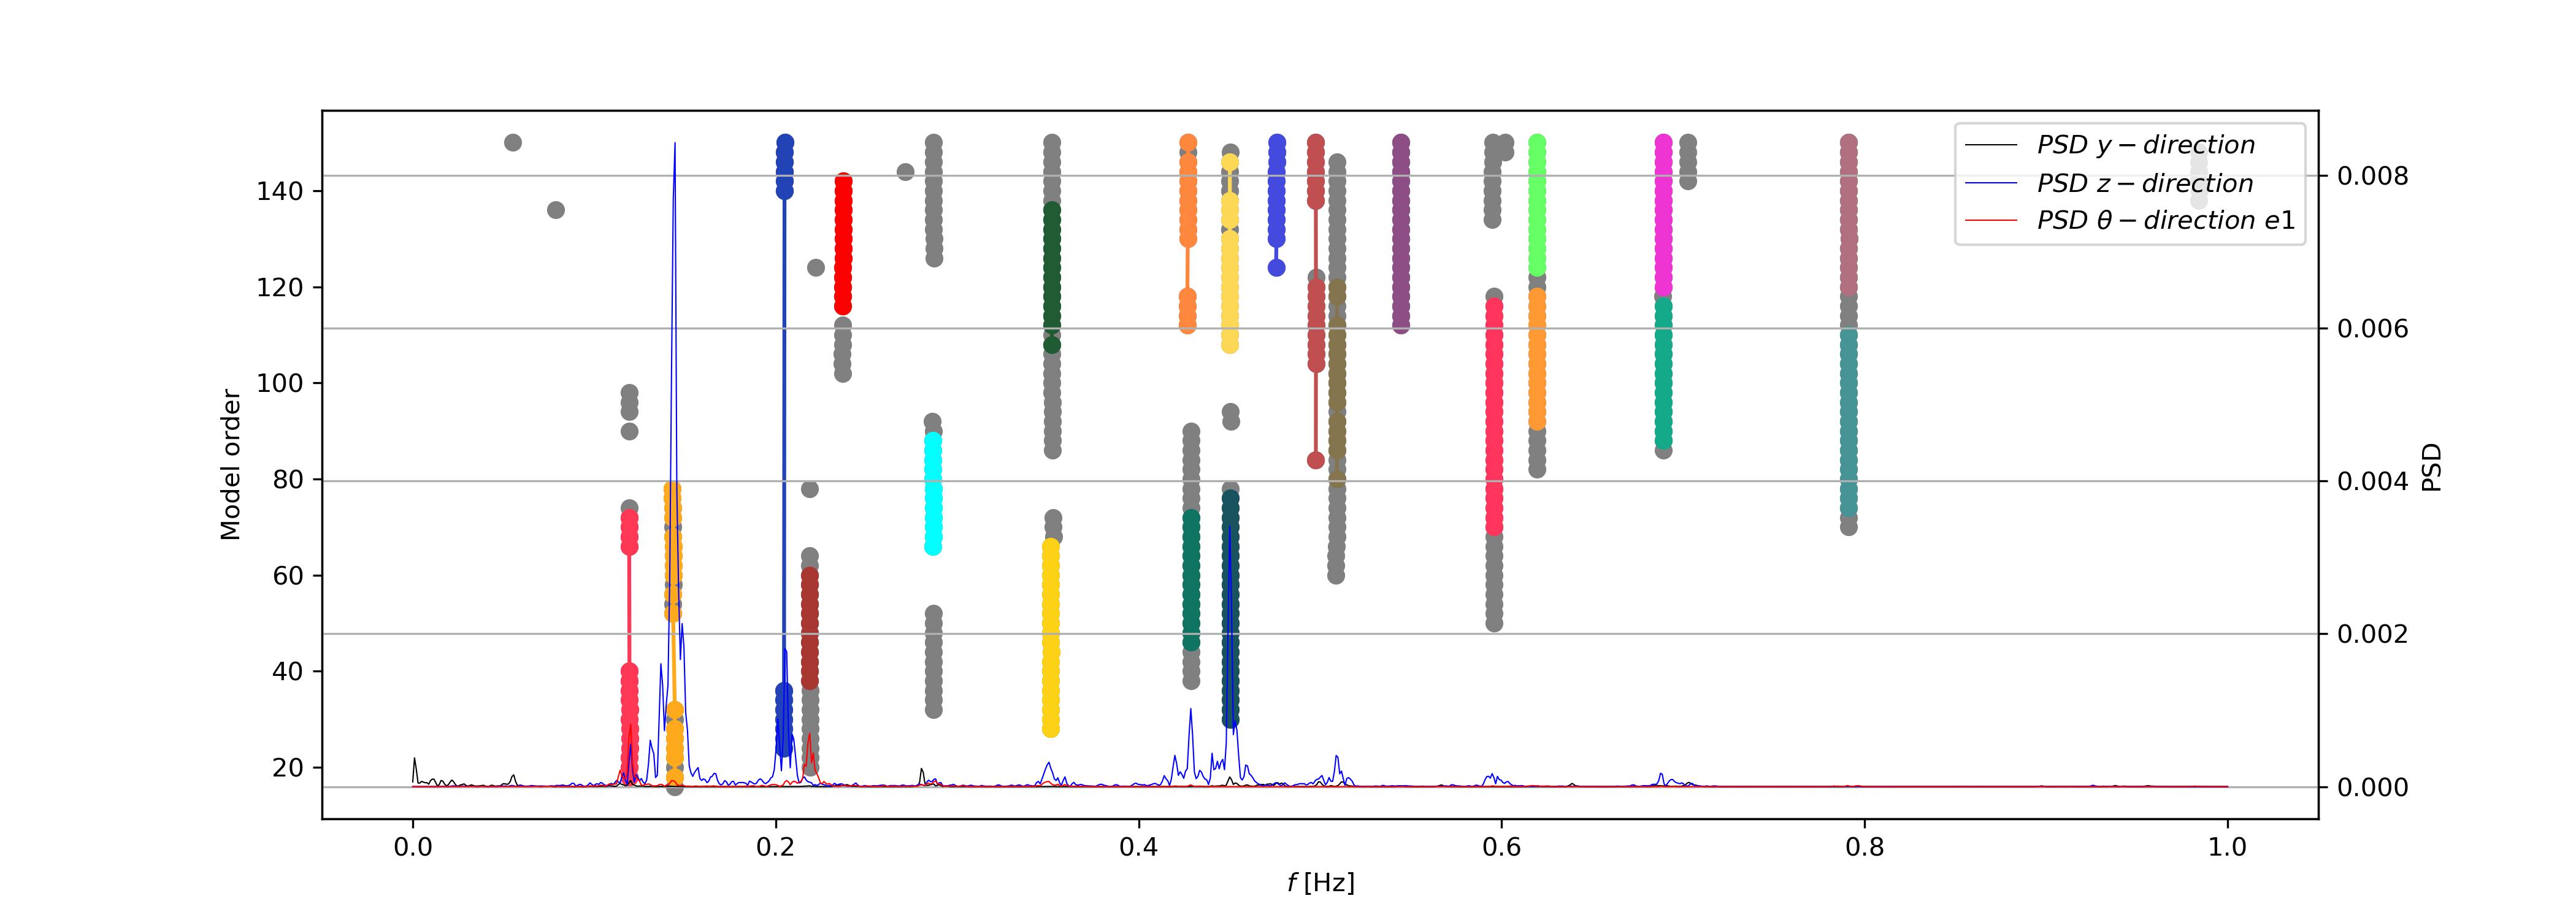 PSD y − direction
PSD z − direction
PSD θ − direction e1
140
120
100
80
60
40
20
Model order
0.008
0.006
0.004
0.002
0.000
PSD
0.0 0.2 0.4 0.6 0.8 1.0
f [Hz]